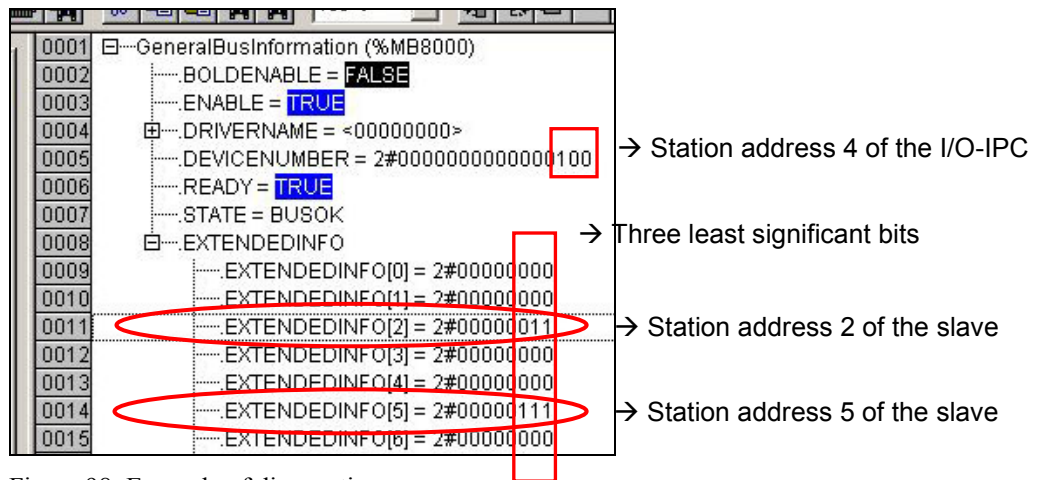 0001 GeneralBusInformation (%MB8000)
0002 .BOLDENABLE = FALSE
0003 .ENABLE = TRUE
0004 .DRIVERNAME = <00000000>
0005 .DEVICENUMBER = 2#0000000000000100 → Station address 4 of the I/O-IPC
0006 .READY = TRUE
0007 .STATE = BUSOK
0008 .EXTENDEDINFO → Three least significant bits
0009 .EXTENDEDINFO[0] = 2#00000000
0010 .EXTENDEDINFO[1] = 2#00000000
0011 .EXTENDEDINFO[2] = 2#00000011 → Station address 2 of the slave
0012 .EXTENDEDINFO[3] = 2#00000000
0013 .EXTENDEDINFO[4] = 2#00000000
0014 .EXTENDEDINFO[5] = 2#00000111 → Station address 5 of the slave
0015 .EXTENDEDINFO[6] = 2#00000000